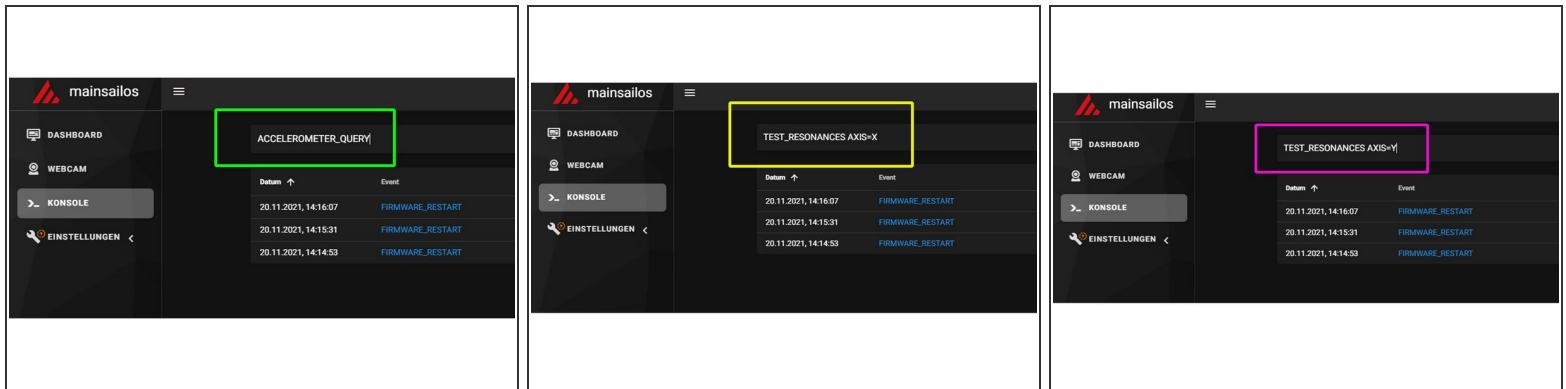 mainsailos
DASHBOARD
WEBCAM
KONSOLE
EINSTELLUNGEN
ACCELEROMETER_QUERY
Datum Event
20.11.2021, 14:16:07 FIRMWARE_RESTART
20.11.2021, 14:15:31 FIRMWARE_RESTART
20.11.2021, 14:14:53 FIRMWARE_RESTART
mainsailos
DASHBOARD
WEBCAM
KONSOLE
EINSTELLUNGEN
TEST_RESONANCES AXIS=X
Datum Event
20.11.2021, 14:16:07 FIRMWARE_RESTART
20.11.2021, 14:15:31 FIRMWARE_RESTART
20.11.2021, 14:14:53 FIRMWARE_RESTART
mainsailos
DASHBOARD
WEBCAM
KONSOLE
EINSTELLUNGEN
TEST_RESONANCES AXIS=Y
Datum Event
20.11.2021, 14:16:07 FIRMWARE_RESTART
20.11.2021, 14:15:31 FIRMWARE_RESTART
20.11.2021, 14:14:53 FIRMWARE_RESTART